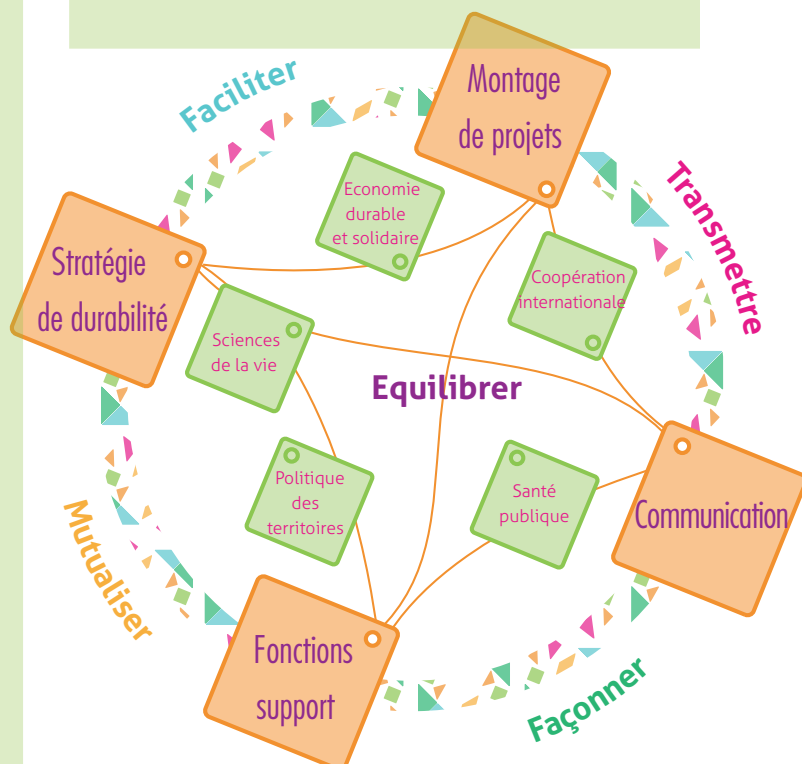 Faciliter
Montage
de projets
Transmettre
Economie
durable
et solidaire
Stratégie
de durabilité
Coopération
internationale
Sciences
de la vie
Equilibrer
Politique
des
territoires
Santé
publique
Communication
Mutualiser
Fonctions
support
Façonner